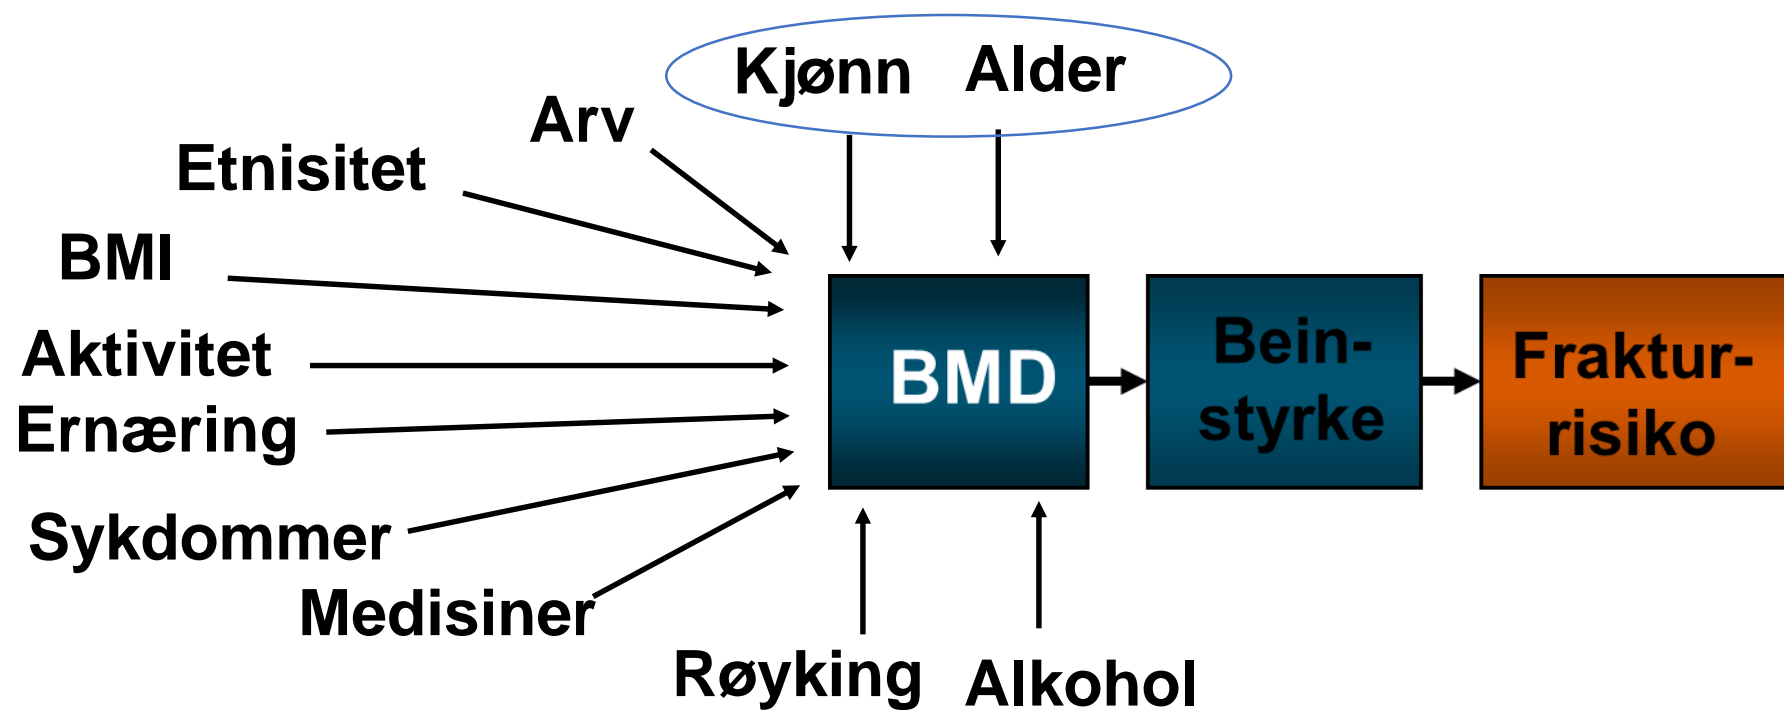 Kjønn Alder
Arv
Etnisitet
BMI
Aktivitet
Ernæring
Sykdommer
Medisiner
Røyking
Alkohol
BMD
Bein-
styrke
Fraktur-
risiko